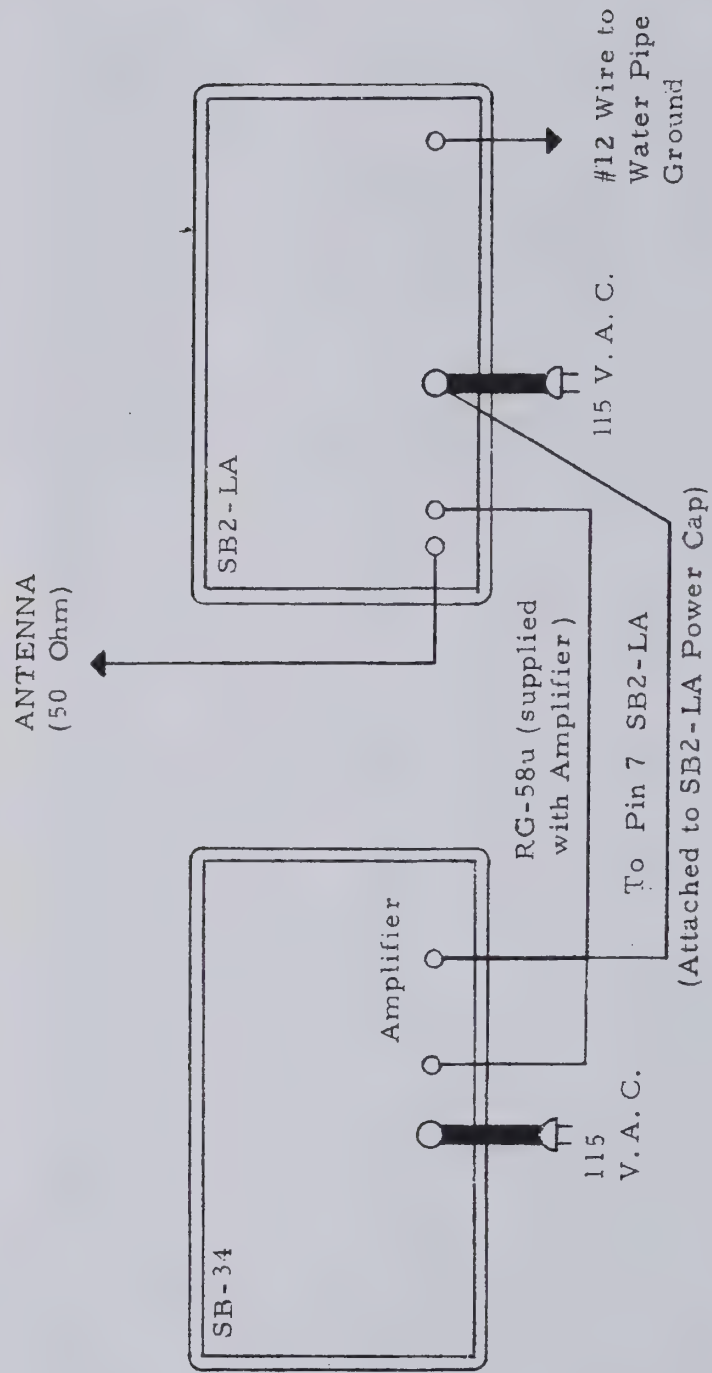 ANTENNA
(50 Ohm)
SB-34
Amplifier
115
V.A.C.
SB2-LA
RG-58u (supplied
with Amplifier)
To Pin 7 SB2-LA
(Attached to SB2-LA Power Cap)
115 V.A.C.
#12 Wire to
Water Pipe
Ground